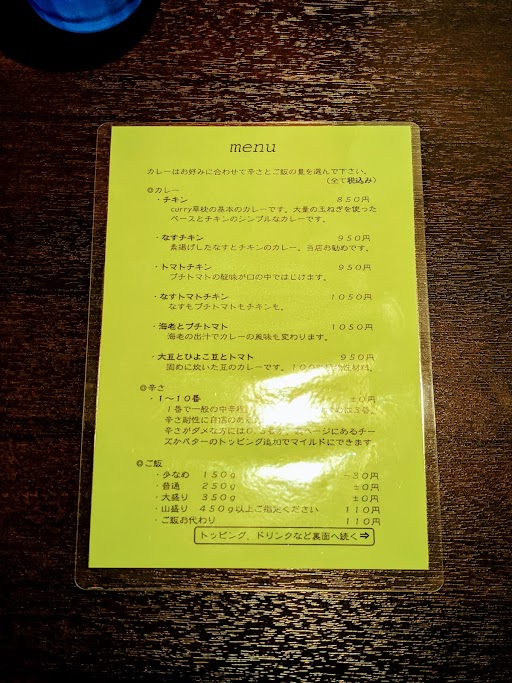 menu
カレーはお好みに合わせて辛さとご飯の量を選んで下さい。
(全て税込み)
◎カレー
・チキン 850円
curry草枕の基本のカレーです。大量の玉ねぎを使った
ベースとチキンのシンプルなカレーです。
・なすチキン 950円
素揚げしたなすとチキンのカレー。当店お勧めです。
・トマトチキン 950円
プチトマトの酸味が口の中ではじけます。
・なすトマトチキン 1050円
なすもプチトマトもチキンも。
・海老とプチトマト 1050円
海老の出汁でカレーの風味も変わります。
・大豆とひよこ豆とトマト 950円
固めに炊いた豆のカレーです。100%植物性材料。
◎辛さ
・1~10番 ±0円
1番で一般の中辛程 は3番。
辛さ耐性に自信のある
辛さがダメな方には ページにあるチー
ズかバターのトッピング追加でマイルドにできます。
◎ご飯
・少なめ 150g -30円
・普通 250g ±0円
・大盛り 350g ±0円
・山盛り 450g以上ご指定ください 110円
・ご飯お代わり 110円
トッピング、ドリンクなど裏面へ続く⇒